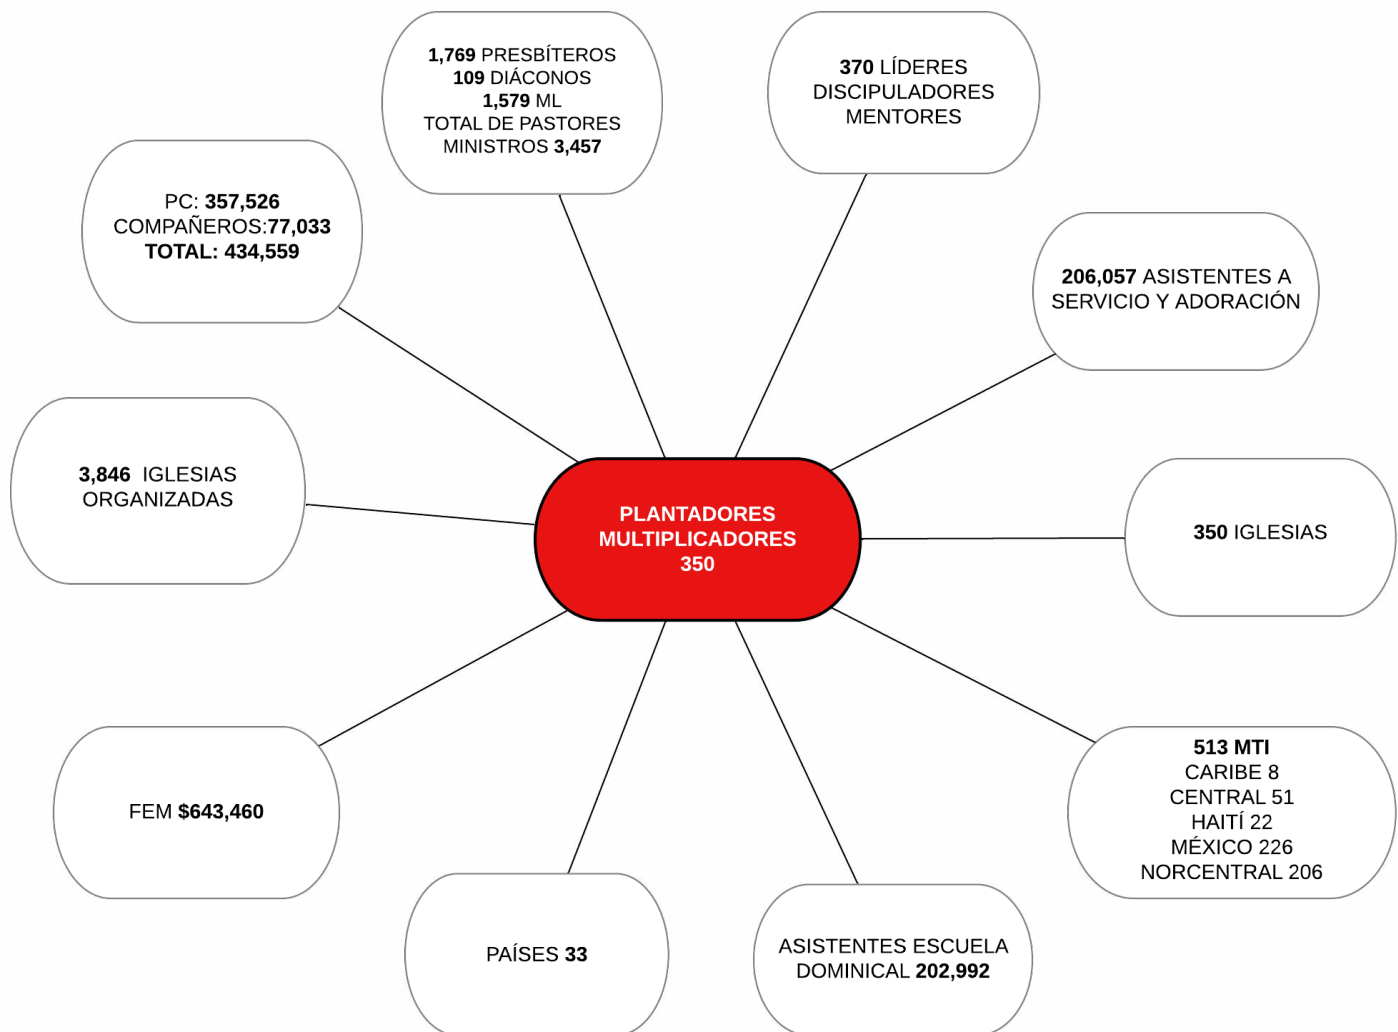 1,769 PRESBÍTEROS
109 DIÁCONOS
1,579 ML
TOTAL DE PASTORES
MINISTROS 3,457
370 LÍDERES
DISCIPULADORES
MENTORES
PC: 357,526
COMPAÑEROS:77,033
TOTAL: 434,559
206,057 ASISTENTES A
SERVICIO Y ADORACIÓN
3,846 IGLESIAS
ORGANIZADAS
PLANTADORES
MULTIPLICADORES
350
350 IGLESIAS
FEM $643,460
513 MTI
CARIBE 8
CENTRAL 51
HAITÍ 22
MÉXICO 226
NORCENTRAL 206
PAÍSES 33
ASISTENTES ESCUELA
DOMINICAL 202,992